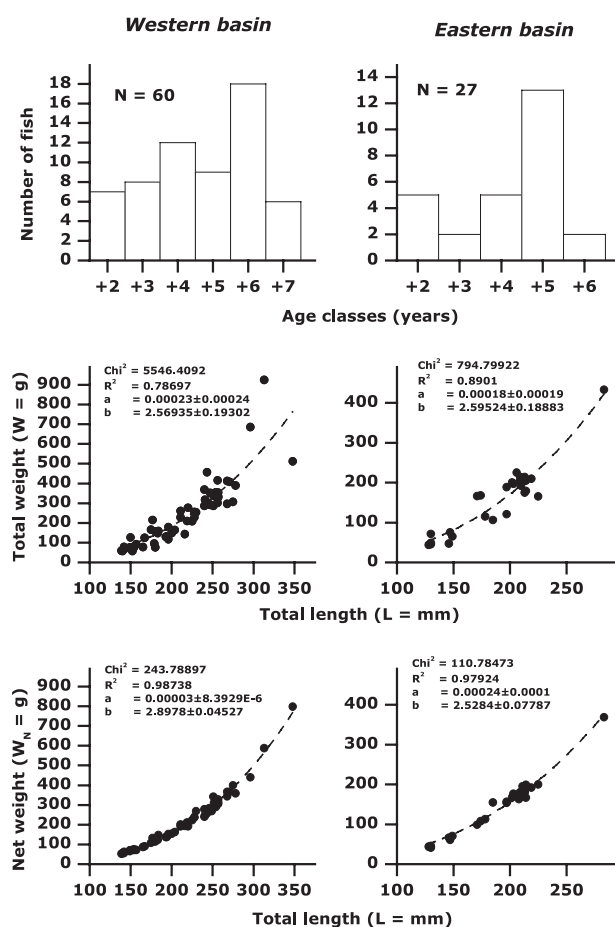 Western basin
Eastern basin
Number of fish
18
16
14
12
10
8
6
4
2
0
N = 60
+2 +3 +4 +5 +6 +7
14
12
10
8
6
4
2
0
N = 27
+2 +3 +4 +5 +6
Age classes (years)
Total weight (W = g)
900
800
700
600
500
400
300
200
100
0
Chi² = 5546.4092
R² = 0.78697
a = 0.00023±0.00024
b = 2.56935±0.19302
100 150 200 250 300 350
400
300
200
100
0
Chi² = 794.79922
R² = 0.8901
a = 0.00018±0.00019
b = 2.59524±0.18883
100 150 200 250
Total length (L = mm)
Net weight (W_N = g)
900
800
700
600
500
400
300
200
100
0
Chi² = 243.78897
R² = 0.98738
a = 0.00003±8.3929E-6
b = 2.8978±0.04527
100 150 200 250 300 350
400
300
200
100
0
Chi² = 110.78473
R² = 0.97924
a = 0.00024±0.0001
b = 2.5284±0.07787
100 150 200 250
Total length (L = mm)